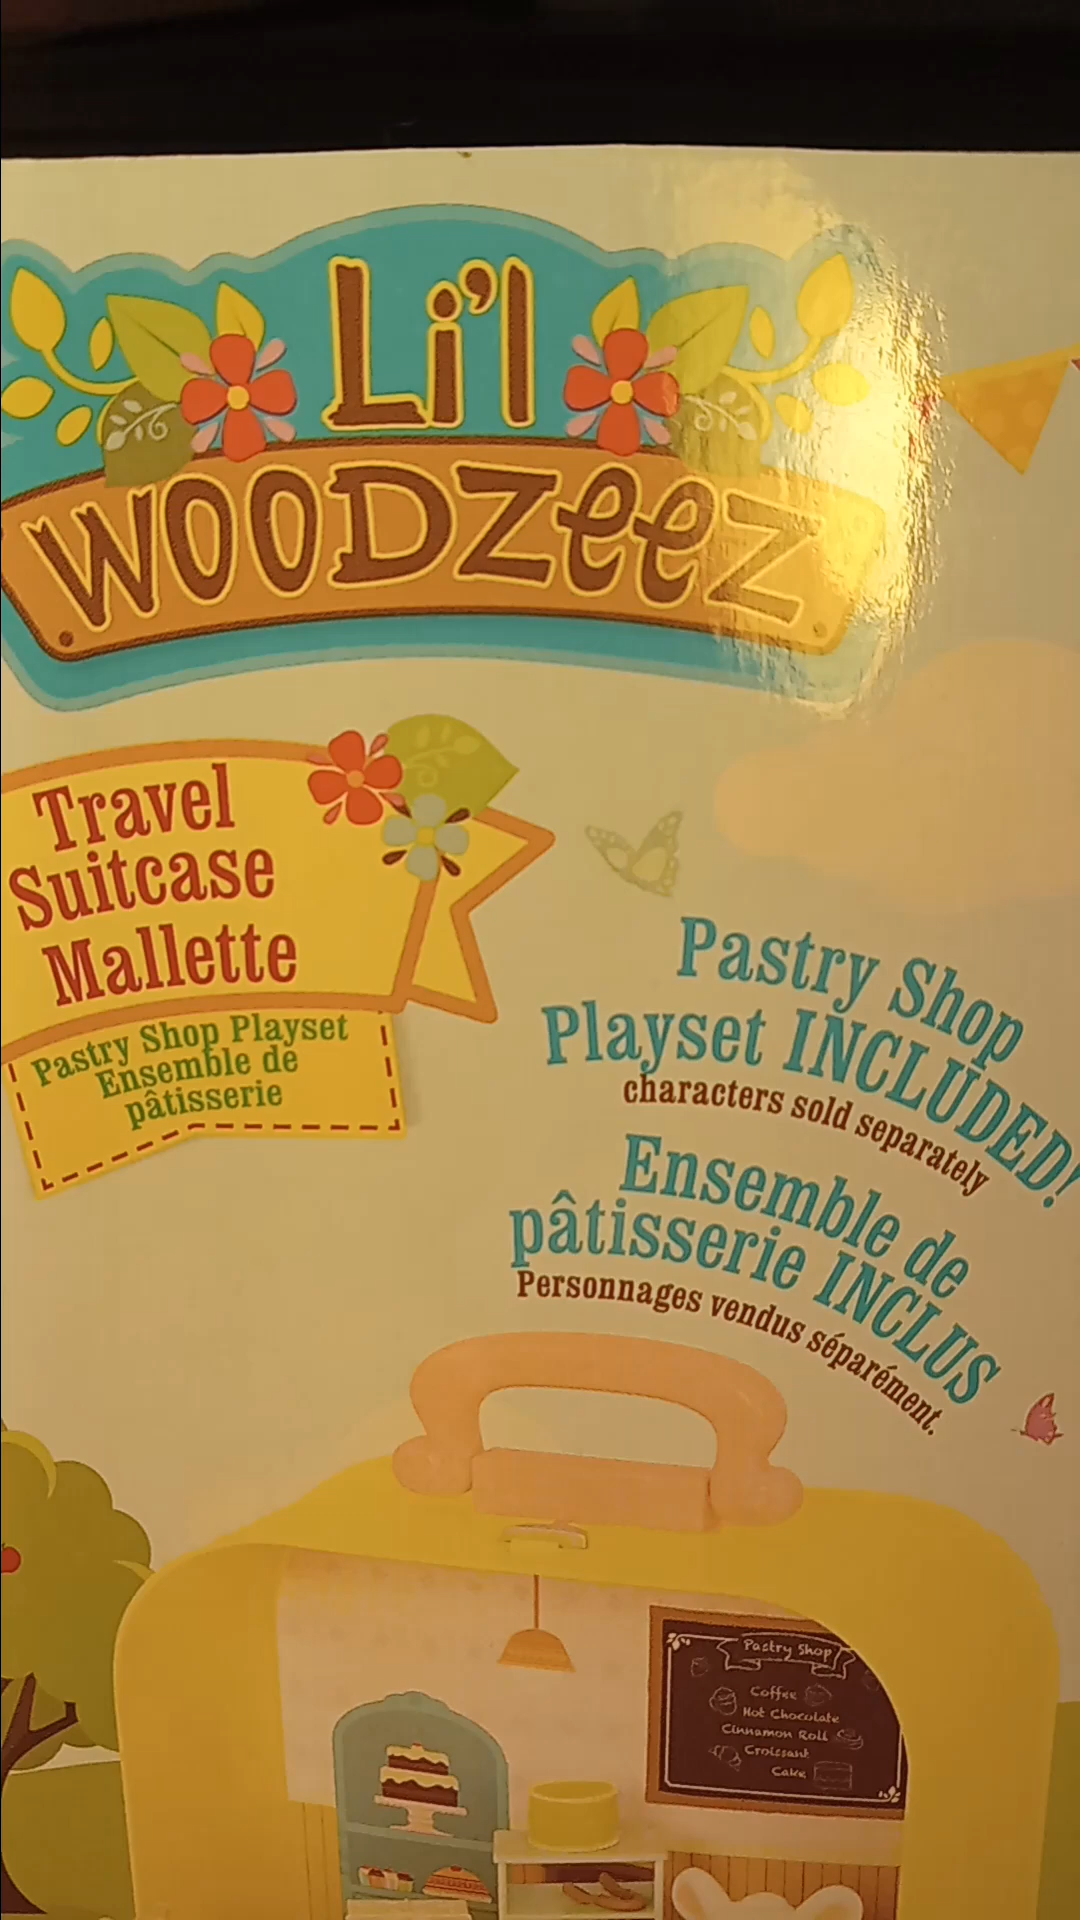 Li'l
WOODZEEZ
Travel
Suitcase
Mallette
Pastry Shop Playset
Ensemble de
pâtisserie
Pastry Shop
Playset INCLUDED!
characters sold separately
Ensemble de
pâtisserie INCLUS
Personnages vendus séparément.
Pastry Shop
Coffee
Hot Chocolate
Cinnamon Roll
Croissant
Cake